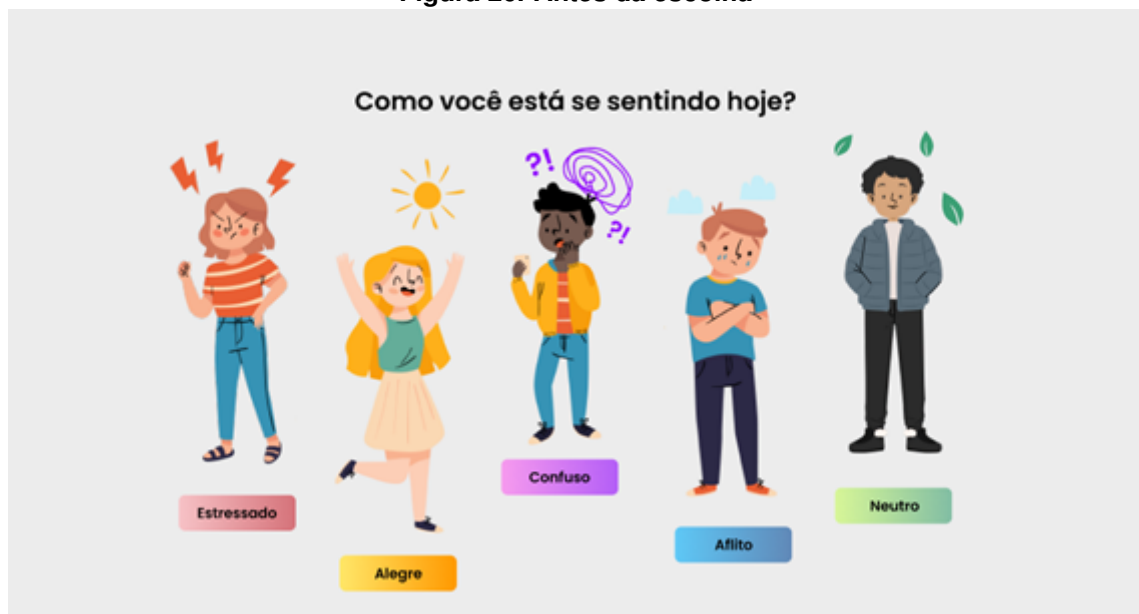 Como você está se sentindo hoje?
?!
?!
Estressado
Alegre
Confuso
Aflito
Neutro